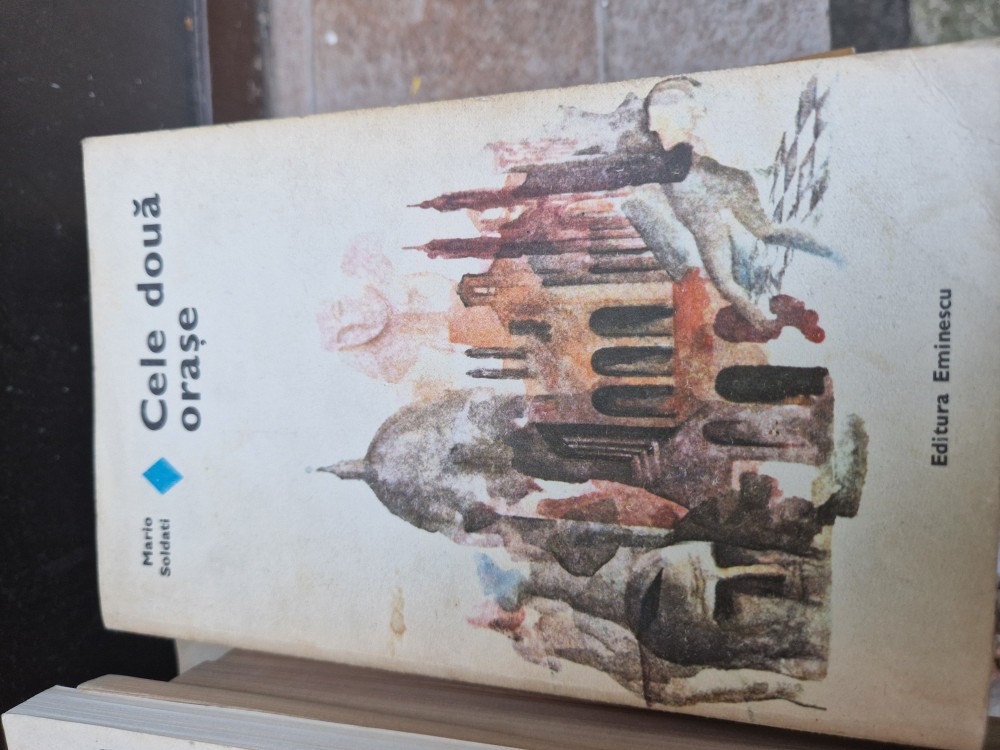 Mario
Soldati
Cele două
orașe
Editura Eminescu